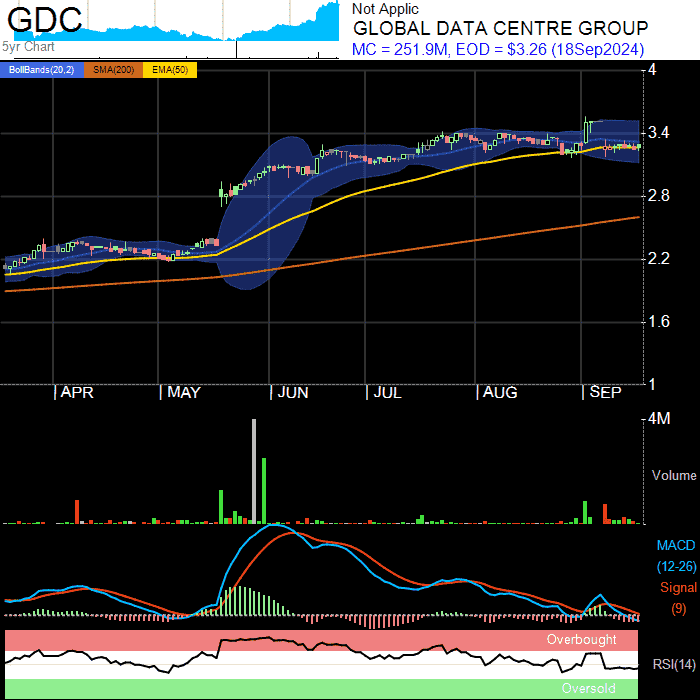 GDC
5yr Chart
Not Applic
GLOBAL DATA CENTRE GROUP
MC = 251.9M, EOD = $3.26 (18Sep2024)
BollBands(20,2) SMA(200) EMA(50)
4
3.4
2.8
2.2
1.6
1
APR MAY JUN JUL AUG SEP
4M
Volume
MACD
(12-26)
Signal
(9)
Overbought
RSI(14)
Oversold